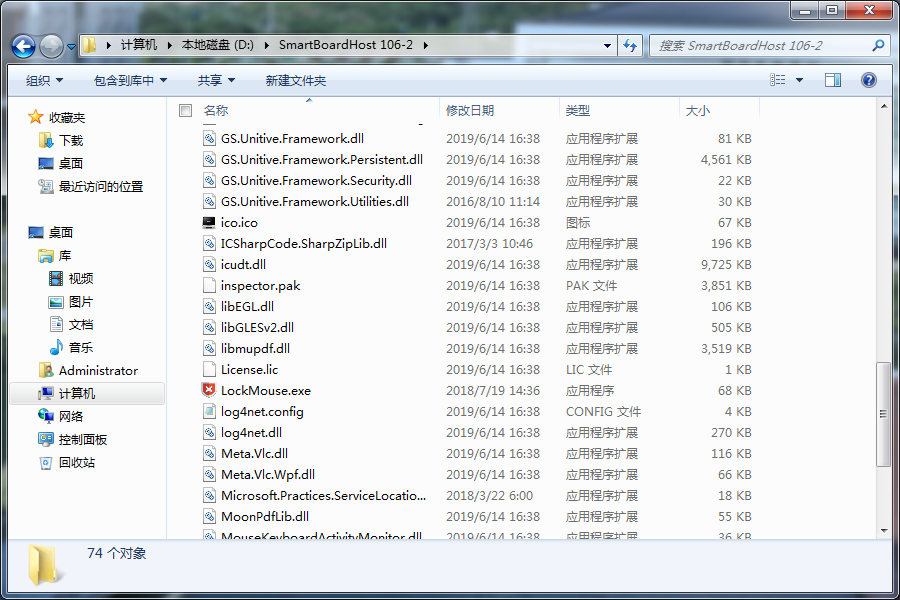 计算机 本地磁盘 (D:) SmartBoardHost 106-2
搜索 SmartBoardHost 106-2
组织 包含到库中 共享 新建文件夹
收藏夹
下载
桌面
最近访问的位置
桌面
库
视频
图片
文档
音乐
Administrator
计算机
网络
控制面板
回收站
名称 修改日期 类型 大小
GS.Unitive.Framework.dll 2019/6/14 16:38 应用程序扩展 81 KB
GS.Unitive.Framework.Persistent.dll 2019/6/14 16:38 应用程序扩展 4,561 KB
GS.Unitive.Framework.Security.dll 2019/6/14 16:38 应用程序扩展 22 KB
GS.Unitive.Framework.Utilities.dll 2016/8/10 11:14 应用程序扩展 30 KB
ico.ico 2019/6/14 16:38 图标 67 KB
ICSharpCode.SharpZipLib.dll 2017/3/3 10:46 应用程序扩展 196 KB
icudt.dll 2019/6/14 16:38 应用程序扩展 9,725 KB
inspector.pak 2019/6/14 16:38 PAK 文件 3,851 KB
libEGL.dll 2019/6/14 16:38 应用程序扩展 106 KB
libGLESv2.dll 2019/6/14 16:38 应用程序扩展 505 KB
libmupdf.dll 2019/6/14 16:38 应用程序扩展 3,519 KB
License.lic 2019/6/14 16:38 LIC 文件 1 KB
LockMouse.exe 2018/7/19 14:36 应用程序 68 KB
log4net.config 2019/6/14 16:38 CONFIG 文件 4 KB
log4net.dll 2019/6/14 16:38 应用程序扩展 270 KB
Meta.Vlc.dll 2019/6/14 16:38 应用程序扩展 116 KB
Meta.Vlc.Wpf.dll 2019/6/14 16:38 应用程序扩展 66 KB
Microsoft.Practices.ServiceLocatio... 2018/3/22 6:00 应用程序扩展 18 KB
MoonPdfLib.dll 2019/6/14 16:38 应用程序扩展 55 KB
MouseKeyboardActivityMonitor.dll 2019/6/14 16:38 应用程序扩展 36 KB
74 个对象